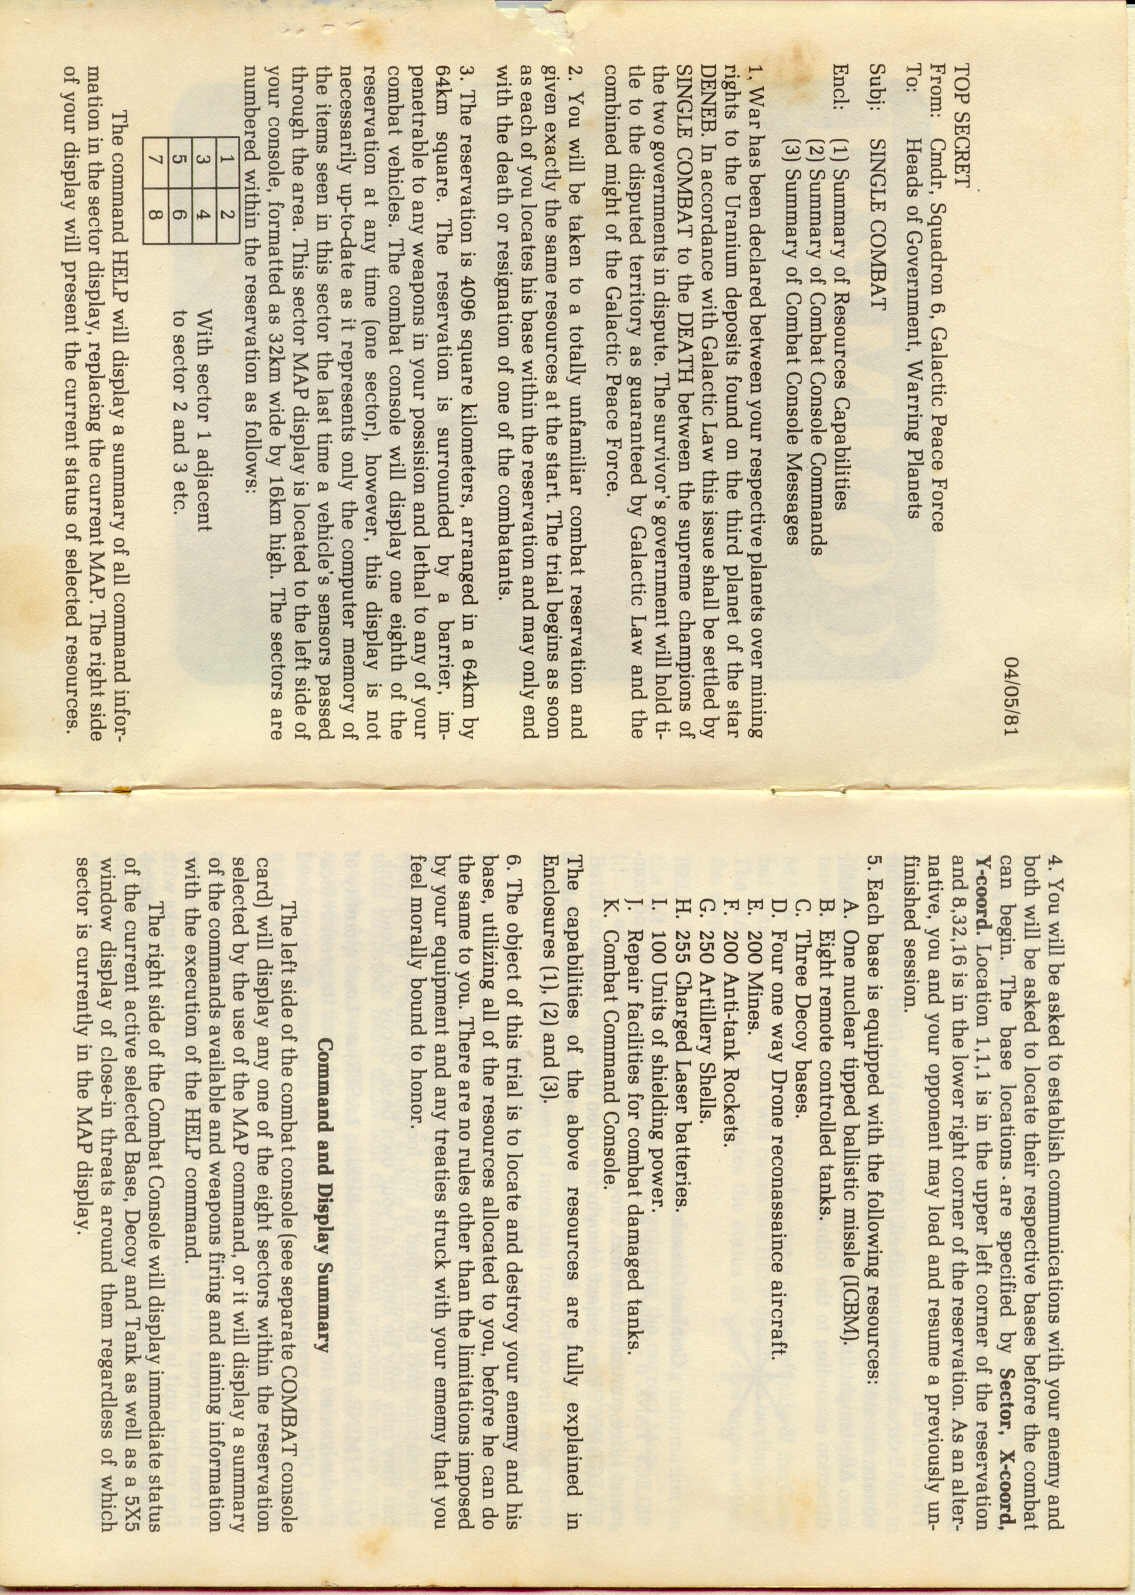 04/05/81
TOP SECRET
From: Cmdr, Squadron 6, Galactic Peace Force
To: Heads of Government, Warring Planets
Subj: SINGLE COMBAT
Encl: (1) Summary of Resources Capabilities
(2) Summary of Combat Console Commands
(3) Summary of Combat Console Messages
1. War has been declared between your respective planets over mining
rights to the Uranium deposits found on the third planet of the star
DENEB. In accordance with Galactic Law this issue shall be settled by
SINGLE COMBAT to the DEATH between the supreme champions of
the two governments in dispute. The survivor's government will hold ti-
tle to the disputed territory as guaranteed by Galactic Law and the
combined might of the Galactic Peace Force.
2. You will be taken to a totally unfamiliar combat reservation and
given exactly the same resources at the start. The trial begins as soon
as each of you locates his base within the reservation and may only end
with the death or resignation of one of the combatants.
3. The reservation is 4096 square kilometers, arranged in a 64km by
64km square. The reservation is surrounded by a barrier, im-
penetrable to any weapons in your possision and lethal to any of your
combat vehicles. The combat console will display one eighth of the
reservation at any time (one sector), however, this display is not
necessarily up-to-date as it represents only the computer memory of
the items seen in this sector the last time a vehicle's sensors passed
through the area. This sector MAP display is located to the left side of
your console, formatted as 32km wide by 16km high. The sectors are
numbered within the reservation as follows:
1 2
3 4
5 6
7 8
With sector 1 adjacent
to sector 2 and 3 etc.
The command HELP will display a summary of all command infor-
mation in the sector display, replacing the current MAP. The right side
of your display will present the current status of selected resources.
4. You will be asked to establish communications with your enemy and
both will be asked to locate their respective bases before the combat
can begin. The base locations are specified by Sector, X-coord,
Y-coord. Location 1,1,1 is in the upper left corner of the reservation
and 8,32,16 is in the lower right corner of the reservation. As an alter-
native, you and your opponent may load and resume a previously un-
finished session.
5. Each base is equipped with the following resources:
A. One nuclear tipped ballistic missle (ICBM).
B. Eight remote controlled tanks.
C. Three Decoy bases.
D. Four one way Drone reconassaince aircraft.
E. 200 Mines.
F. 200 Anti-tank Rockets.
G. 250 Artillery Shells.
H. 255 Charged Laser batteries.
I. 100 Units of shielding power.
J. Repair facilities for combat damaged tanks.
K. Combat Command Console.
The capabilities of the above resources are fully explained in
Enclosures (1), (2) and (3).
6. The object of this trial is to locate and destroy your enemy and his
base, utilizing all of the resources allocated to you, before he can do
the same to you. There are no rules other than the limitations imposed
by your equipment and any treaties struck with your enemy that you
feel morally bound to honor.
Command and Display Summary
The left side of the combat console (see separate COMBAT console
card) will display any one of the eight sectors within the reservation
selected by the use of the MAP command, or it will display a summary
of the commands available and weapons firing and aiming information
with the execution of the HELP command.
The right side of the Combat Console will display immediate status
of the current active selected Base, Decoy and Tank as well as a 5X5
window display of close-in threats around them regardless of which
sector is currently in the MAP display.